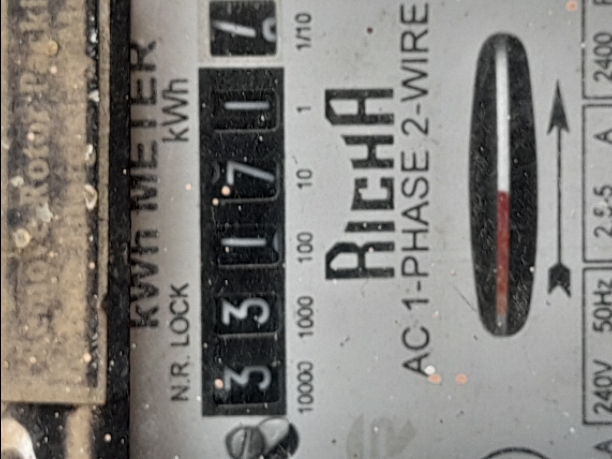 kWh METER
N.R. LOCK kWh
3 3 1 7 1
10000 1000 100 10 1 1/10
RICHA
AC 1-PHASE 2-WIRE
240V 50Hz 2.5-5 A 2400